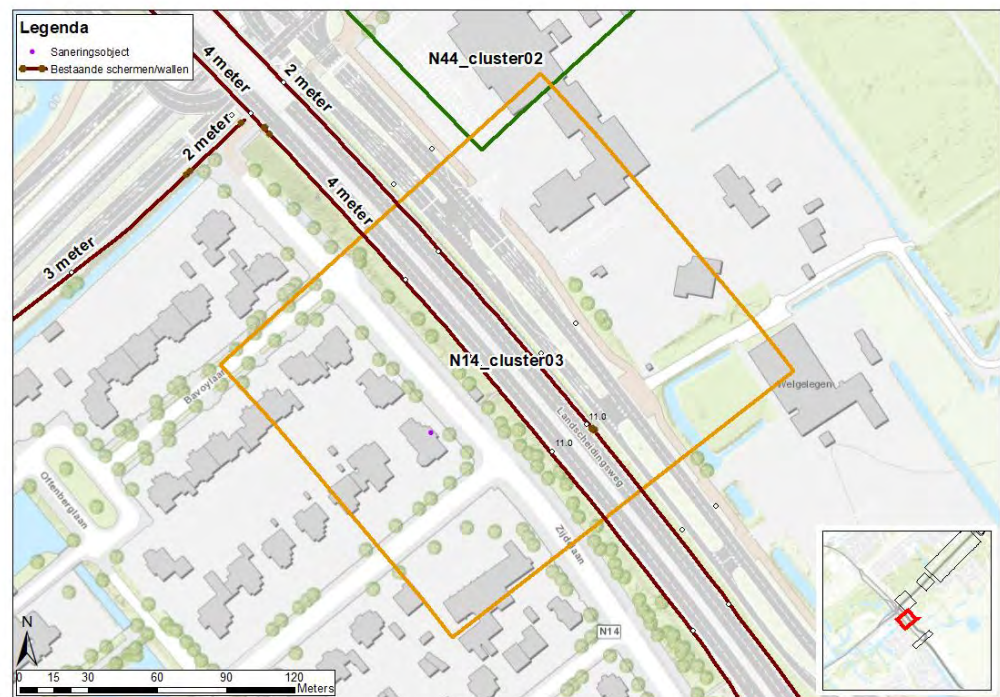 Legenda
Saneringsobject
Bestaande schermen/wallen
N44_cluster02
4 meter
2 meter
2 meter
4 meter
3 meter
N14_cluster03
Bavoylaan
Welgelegen
11.0
11.0
Landscheidingsweg
Offenberglaan
Zijdelaan
N14
N
0 15 30 60 90 120
Meters